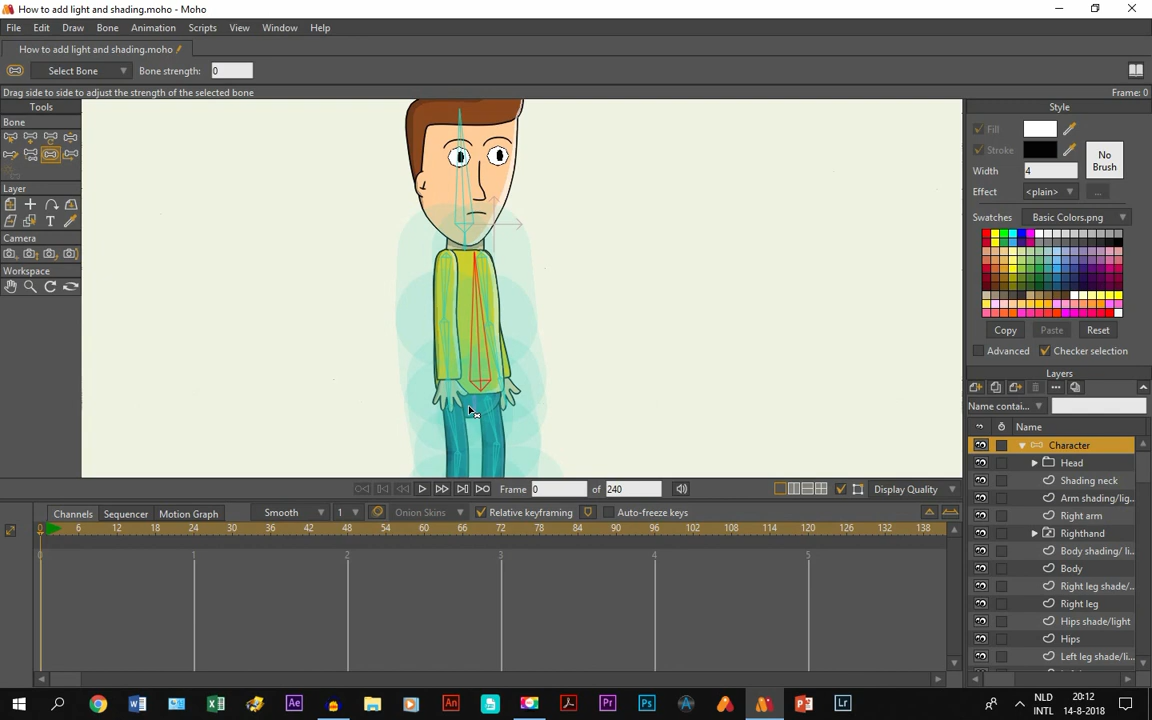 How to add light and shading.moho - Moho
File Edit Draw Bone Animation Scripts View Window Help
How to add light and shading.moho
Select Bone Bone strength: 0
Drag side to side to adjust the strength of the selected bone Frame: 0
Tools Style
Bone
Fill
Stroke
No Brush
Width 4
Layer
Effect <plain> ...
Swatches Basic Colors.png
Camera
Workspace
Copy Paste Reset
Advanced Checker selection
Layers
Name contai...
Name
Character
Head
Shading neck
Arm shading/lig...
Right arm
Righthand
Body shading/ li...
Body
Right leg shade/...
Right leg
Hips shade/light
Hips
Left leg shade/li...
Frame 0 of 240 Display Quality
Channels Sequencer Motion Graph Smooth 1 Onion Skins Relative keyframing Auto-freeze keys
0 6 12 18 24 30 36 42 48 54 60 66 72 78 84 90 96 102 108 114 120 126 132 138
0 1 2 3 4 5
NLD 20:12
INTL 14-8-2018